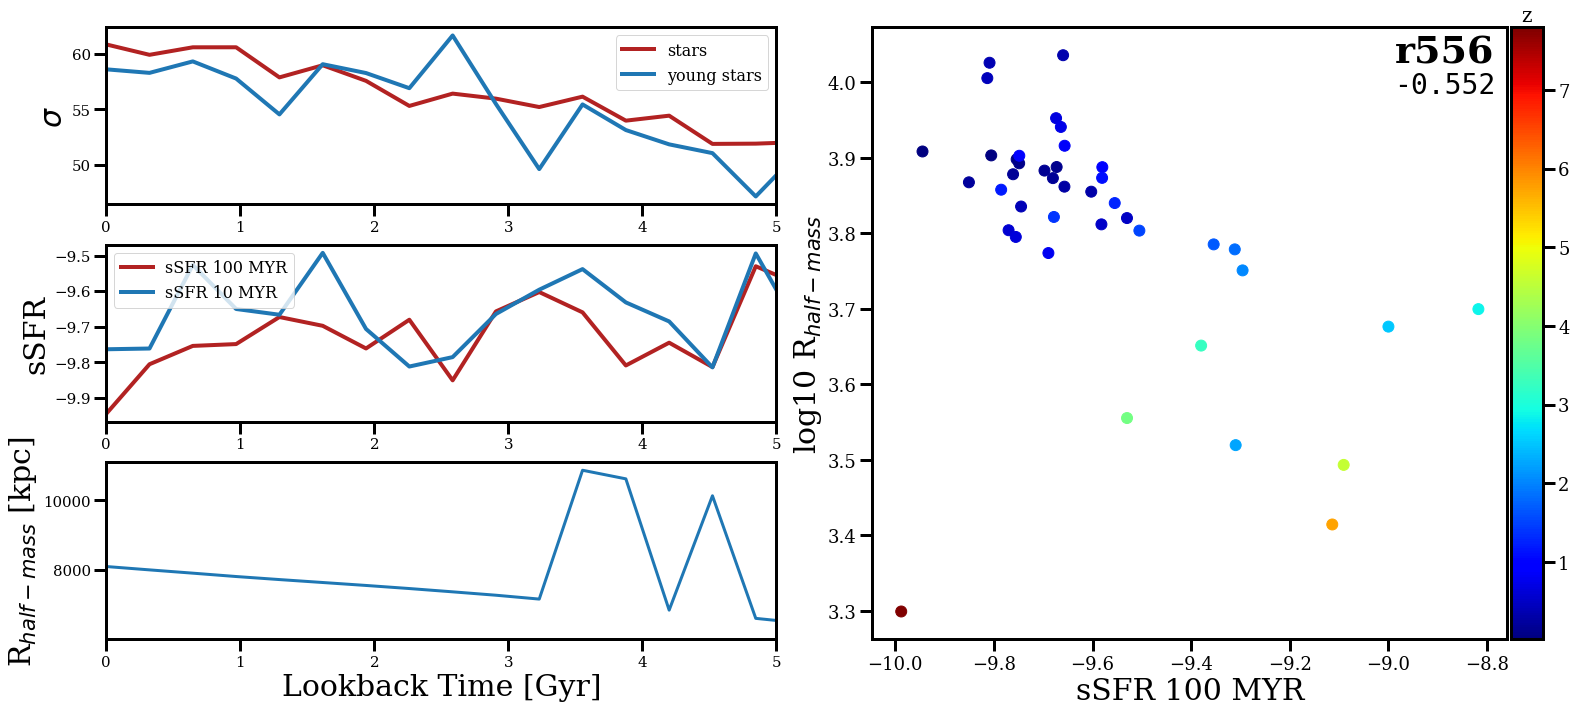 60
55
50
σ
stars
young stars
0 1 2 3 4 5
−9.5
−9.6
−9.7
−9.8
−9.9
sSFR
sSFR 100 MYR
sSFR 10 MYR
0 1 2 3 4 5
10000
8000
R_{half−mass} [kpc]
0 1 2 3 4 5
Lookback Time [Gyr]
r556
-0.552
4.0
3.9
3.8
3.7
3.6
3.5
3.4
3.3
log10 R_{half−mass}
−10.0 −9.8 −9.6 −9.4 −9.2 −9.0 −8.8
sSFR 100 MYR
z
7
6
5
4
3
2
1